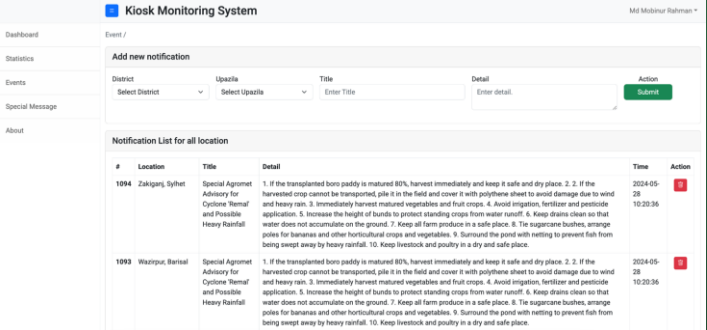 Kiosk Monitoring System
Md Mobinur Rahman
Dashboard
Statistics
Events
Special Message
About
Event /
Add new notification
District
Upazila
Title
Detail
Action
Select District
Select Upazila
Enter Title
Enter detail.
Submit
Notification List for all location
# Location Title Detail Time Action
1094 Zakiganj, Sylhet
Special Agromet
Advisory for
Cyclone 'Remal'
and Possible
Heavy Rainfall
1. If the transplanted boro paddy is matured 80%, harvest immediately and keep it safe and dry place. 2. 2. If the
harvested crop cannot be transported, pile it in the field and cover it with polythene sheet to avoid damage due to wind
and heavy rain. 3. Immediately harvest matured vegetables and fruit crops. 4. Avoid irrigation, fertilizer and pesticide
application. 5. Increase the height of bunds to protect standing crops from water runoff. 6. Keep drains clean so that
water does not accumulate on the ground. 7. Keep all farm produce in a safe place. 8. Tie sugarcane bushes, arrange
poles for bananas and other horticultural crops and vegetables. 9. Surround the pond with netting to prevent fish from
being swept away by heavy rainfall. 10. Keep livestock and poultry in a dry and safe place.
2024-05-
28
10:20:36
1093 Wazirpur, Barisal
Special Agromet
Advisory for
Cyclone 'Remal'
and Possible
Heavy Rainfall
1. If the transplanted boro paddy is matured 80%, harvest immediately and keep it safe and dry place. 2. 2. If the
harvested crop cannot be transported, pile it in the field and cover it with polythene sheet to avoid damage due to wind
and heavy rain. 3. Immediately harvest matured vegetables and fruit crops. 4. Avoid irrigation, fertilizer and pesticide
application. 5. Increase the height of bunds to protect standing crops from water runoff. 6. Keep drains clean so that
water does not accumulate on the ground. 7. Keep all farm produce in a safe place. 8. Tie sugarcane bushes, arrange
poles for bananas and other horticultural crops and vegetables. 9. Surround the pond with netting to prevent fish from
being swept away by heavy rainfall. 10. Keep livestock and poultry in a dry and safe place.
2024-05-
28
10:20:36